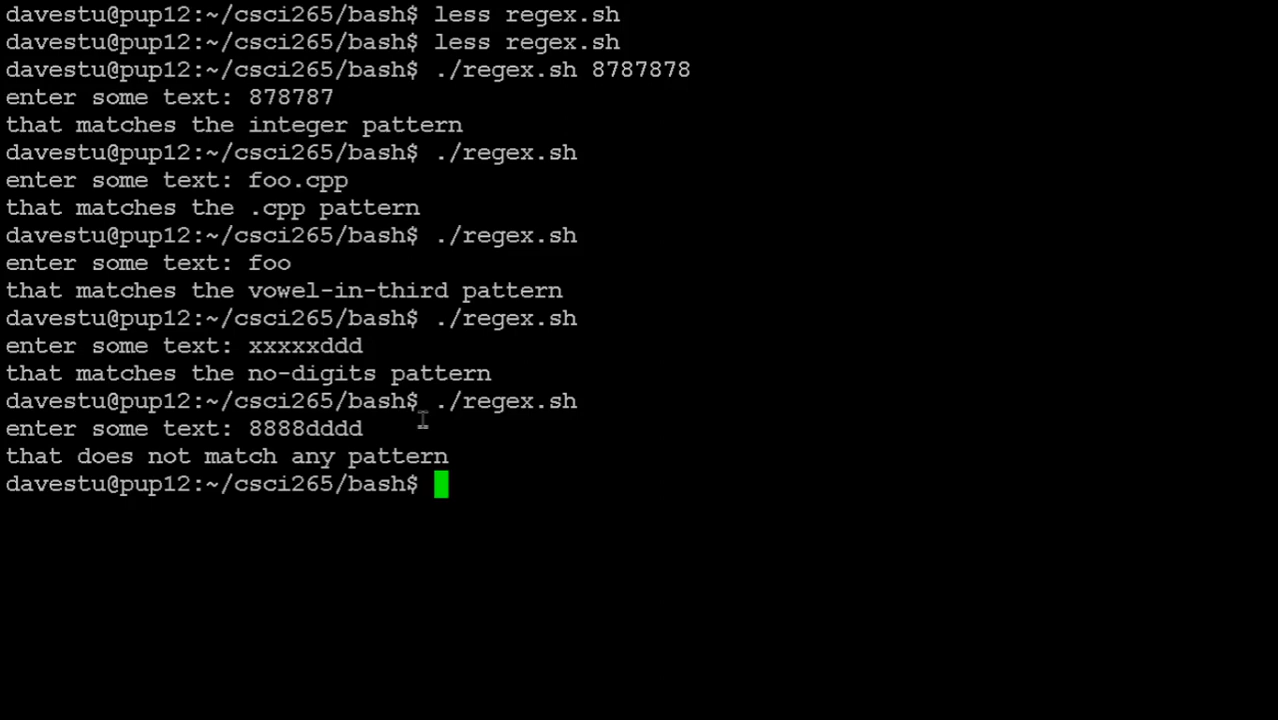 davestu@pup12:~/csci265/bash$ less regex.sh
davestu@pup12:~/csci265/bash$ less regex.sh
davestu@pup12:~/csci265/bash$ ./regex.sh 8787878
enter some text: 878787
that matches the integer pattern
davestu@pup12:~/csci265/bash$ ./regex.sh
enter some text: foo.cpp
that matches the .cpp pattern
davestu@pup12:~/csci265/bash$ ./regex.sh
enter some text: foo
that matches the vowel-in-third pattern
davestu@pup12:~/csci265/bash$ ./regex.sh
enter some text: xxxxxddd
that matches the no-digits pattern
davestu@pup12:~/csci265/bash$ ./regex.sh
enter some text: 8888dddd
that does not match any pattern
davestu@pup12:~/csci265/bash$